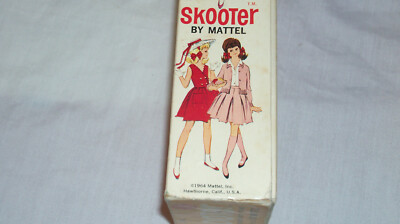 T.M.
SKOOTER
BY MATTEL
©1964 Mattel, Inc.
Hawthorne, Calif., U.S.A.